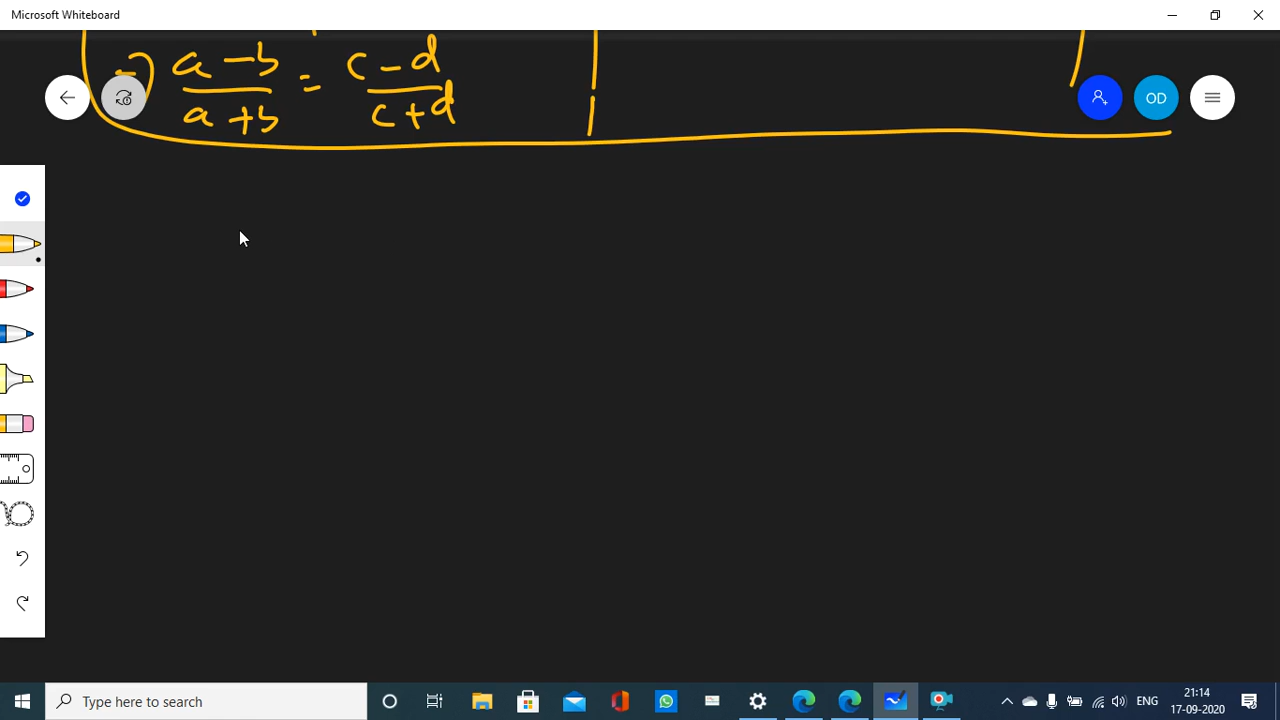 Microsoft Whiteboard
⇒ a - b / a + b = c - d / c + d
OD
Type here to search
ENG
21:14
17-09-2020